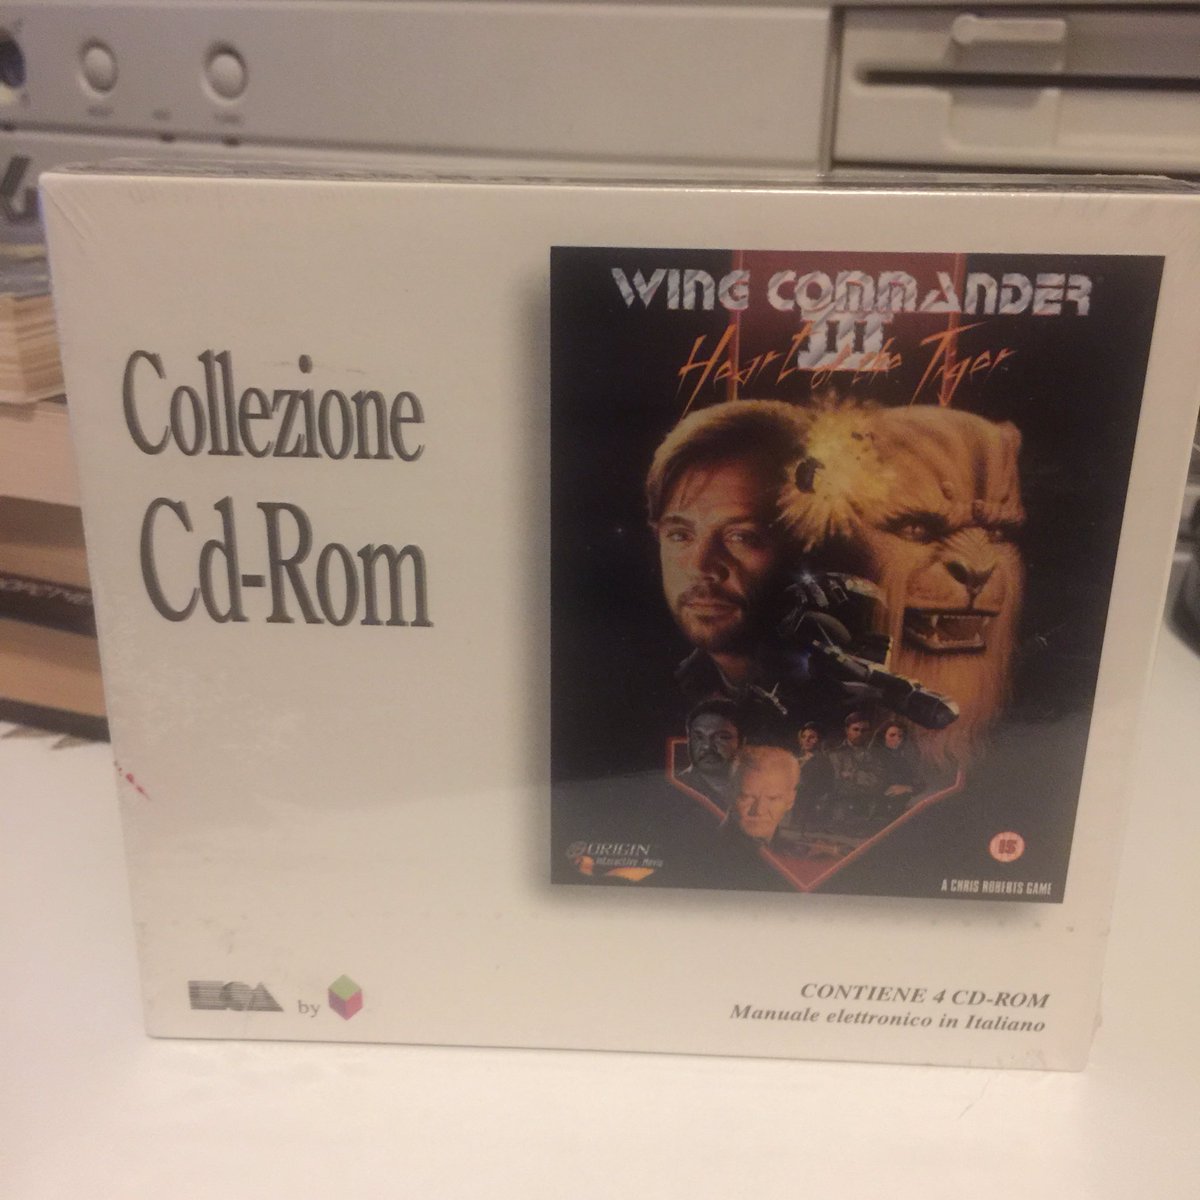 Collezione
Cd-Rom
WING COMMANDER
III
Heart of the Tiger
ORIGIN
Interactive Movie
15
A CHRIS ROBERTS GAME
by
CONTIENE 4 CD-ROM
Manuale elettronico in Italiano